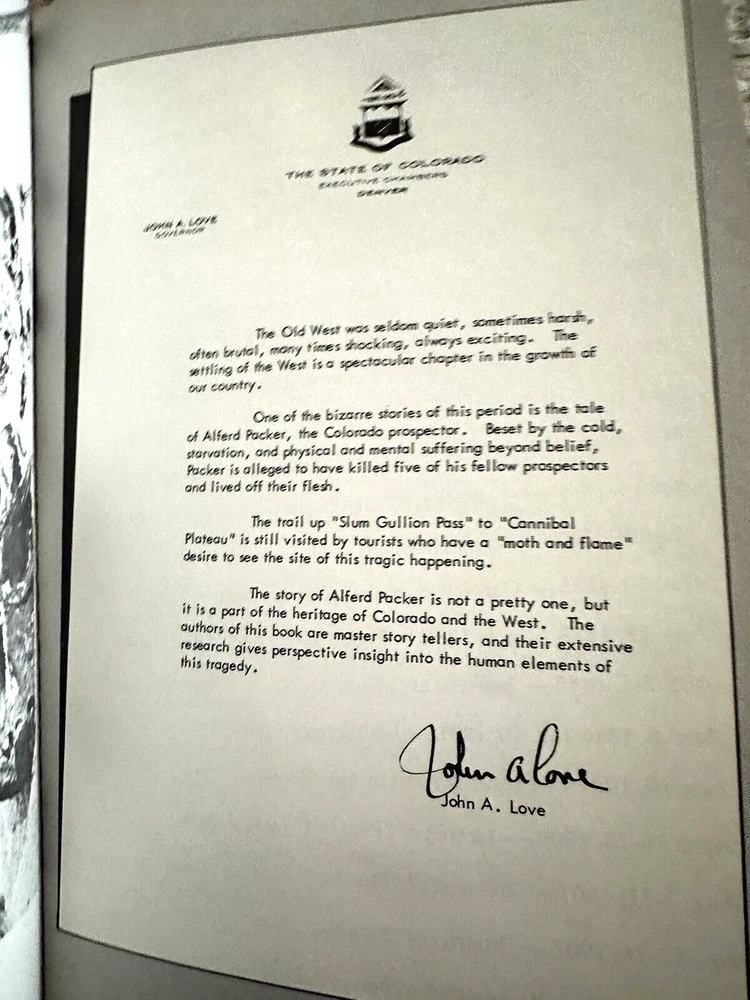 THE STATE OF COLORADO
EXECUTIVE CHAMBERS
DENVER
JOHN A. LOVE
GOVERNOR
The Old West was seldom quiet, sometimes harsh,
often brutal, many times shocking, always exciting. The
settling of the West is a spectacular chapter in the growth of
our country.
One of the bizarre stories of this period is the tale
of Alferd Packer, the Colorado prospector. Beset by the cold,
starvation, and physical and mental suffering beyond belief,
Packer is alleged to have killed five of his fellow prospectors
and lived off their flesh.
The trail up "Slum Gullion Pass" to "Cannibal
Plateau" is still visited by tourists who have a "moth and flame"
desire to see the site of this tragic happening.
The story of Alferd Packer is not a pretty one, but
it is a part of the heritage of Colorado and the West. The
authors of this book are master story tellers, and their extensive
research gives perspective insight into the human elements of
this tragedy.
John A Love
John A. Love